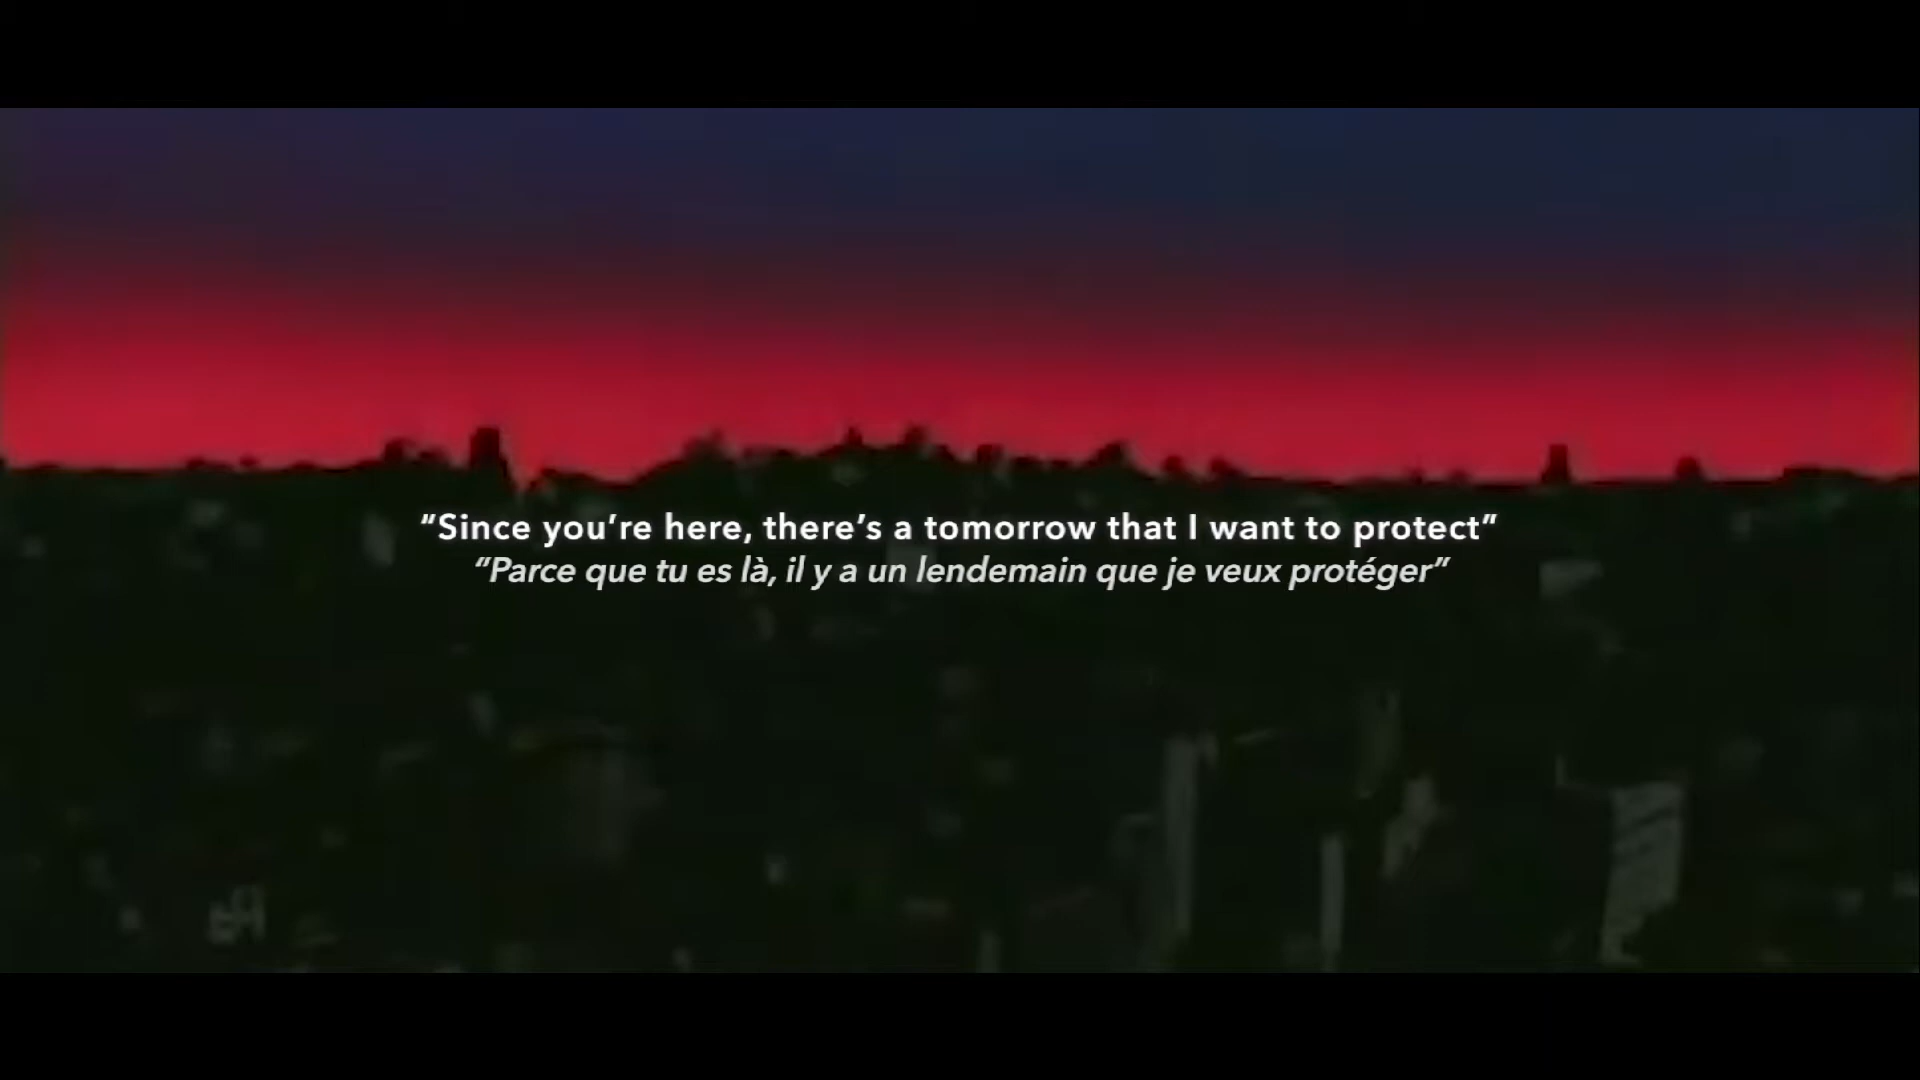 “Since you’re here, there’s a tomorrow that I want to protect”
“Parce que tu es là, il y a un lendemain que je veux protéger”